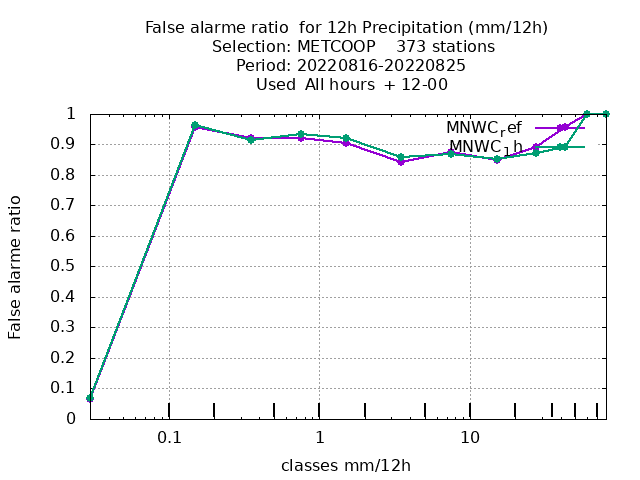 False alarme ratio  for 12h Precipitation (mm/12h)
Selection: METCOOP    373 stations
Period: 20220816-20220825
Used  All hours  + 12-00
MNWCref
MNWC1h
1
0.9
0.8
0.7
0.6
0.5
0.4
0.3
0.2
0.1
0
False alarme ratio
0.1
1
10
classes mm/12h